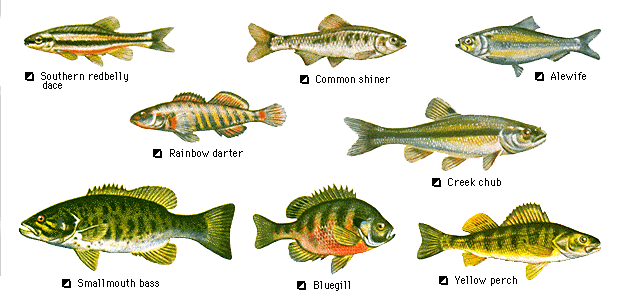 Southern redbelly
dace
Common shiner
Alewife
Rainbow darter
Creek chub
Smallmouth bass
Bluegill
Yellow perch